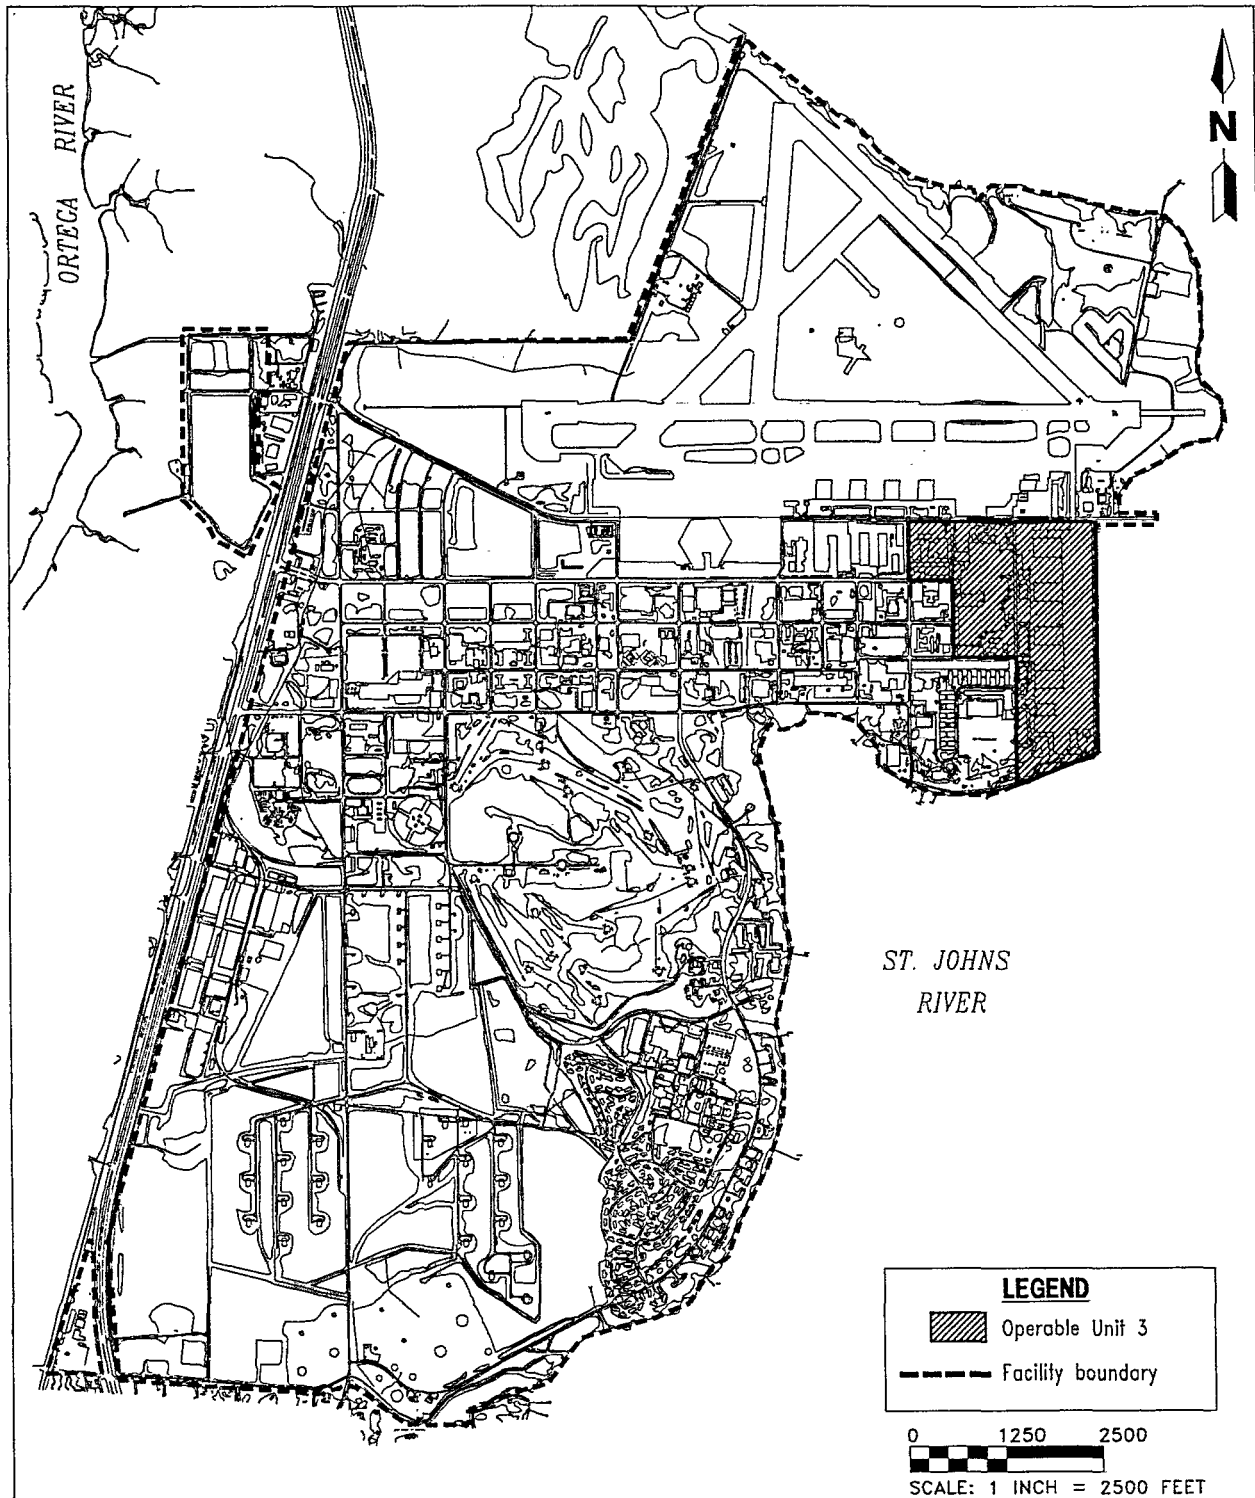 ORTEGA RIVER
N
ST. JOHNS
RIVER
LEGEND
Operable Unit 3
Facility boundary
0 1250 2500
SCALE: 1 INCH = 2500 FEET